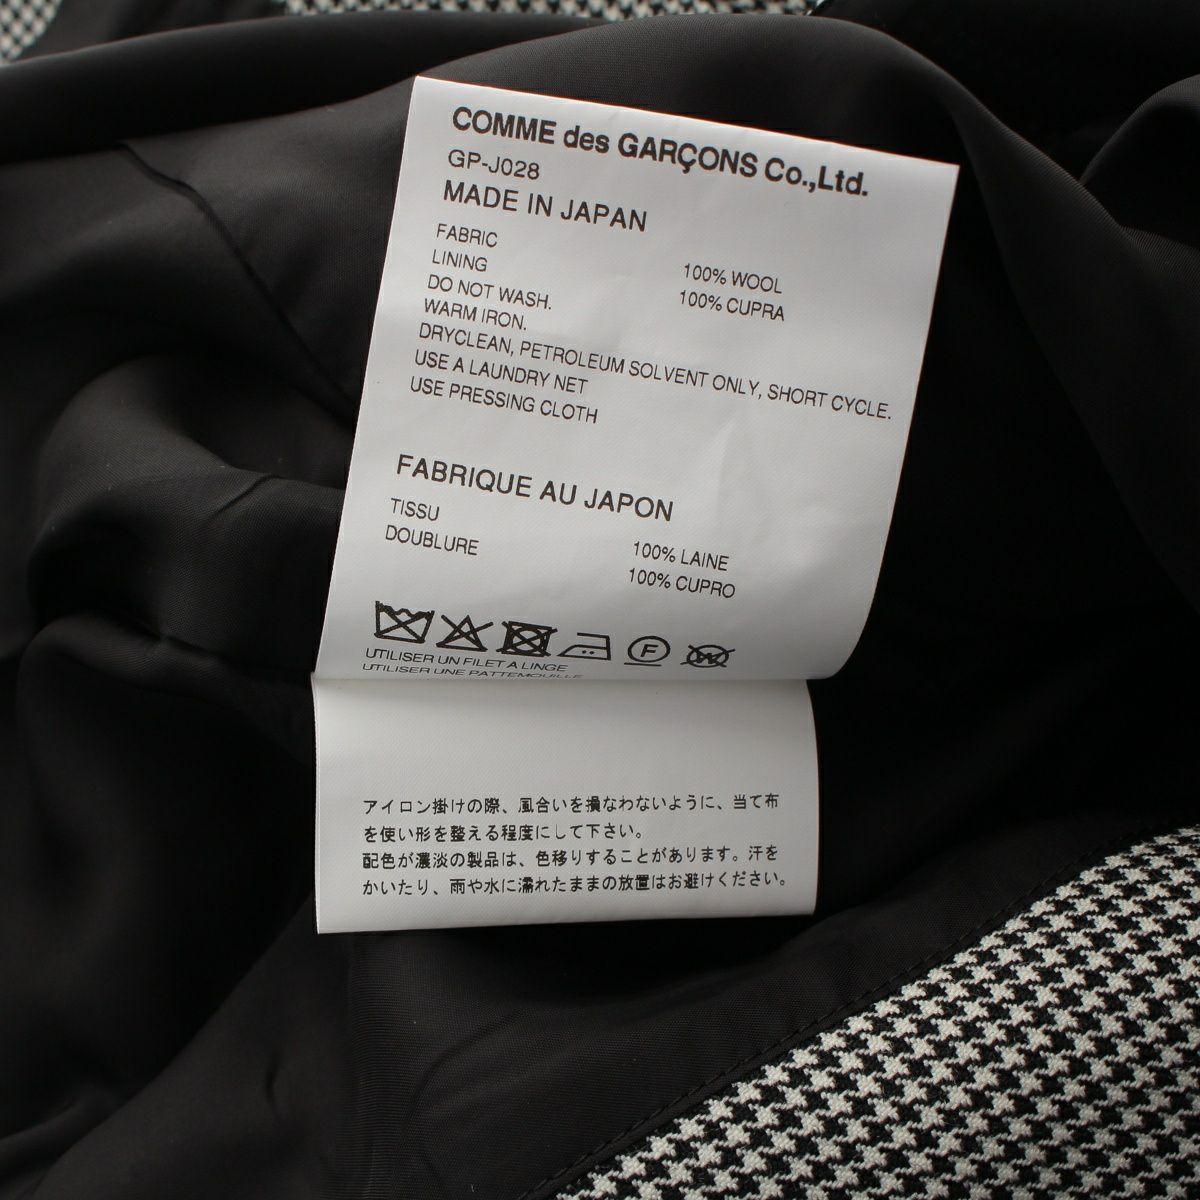 COMME des GARÇONS Co.,Ltd.
GP-J028
MADE IN JAPAN
FABRIC 100% WOOL
LINING 100% CUPRA
DO NOT WASH.
WARM IRON.
DRYCLEAN, PETROLEUM SOLVENT ONLY, SHORT CYCLE.
USE A LAUNDRY NET
USE PRESSING CLOTH
FABRIQUE AU JAPON
TISSU 100% LAINE
DOUBLURE 100% CUPRO
F
W
UTILISER UN FILET A LINGE
UTILISER UNE PATTEMOUILLE
アイロン掛けの際、風合いを損なわないように、当て布
を使い形を整える程度にして下さい。
配色が濃淡の製品は、色移りすることがあります。汗を
かいたり、雨や水に濡れたままの放置はお避けください。